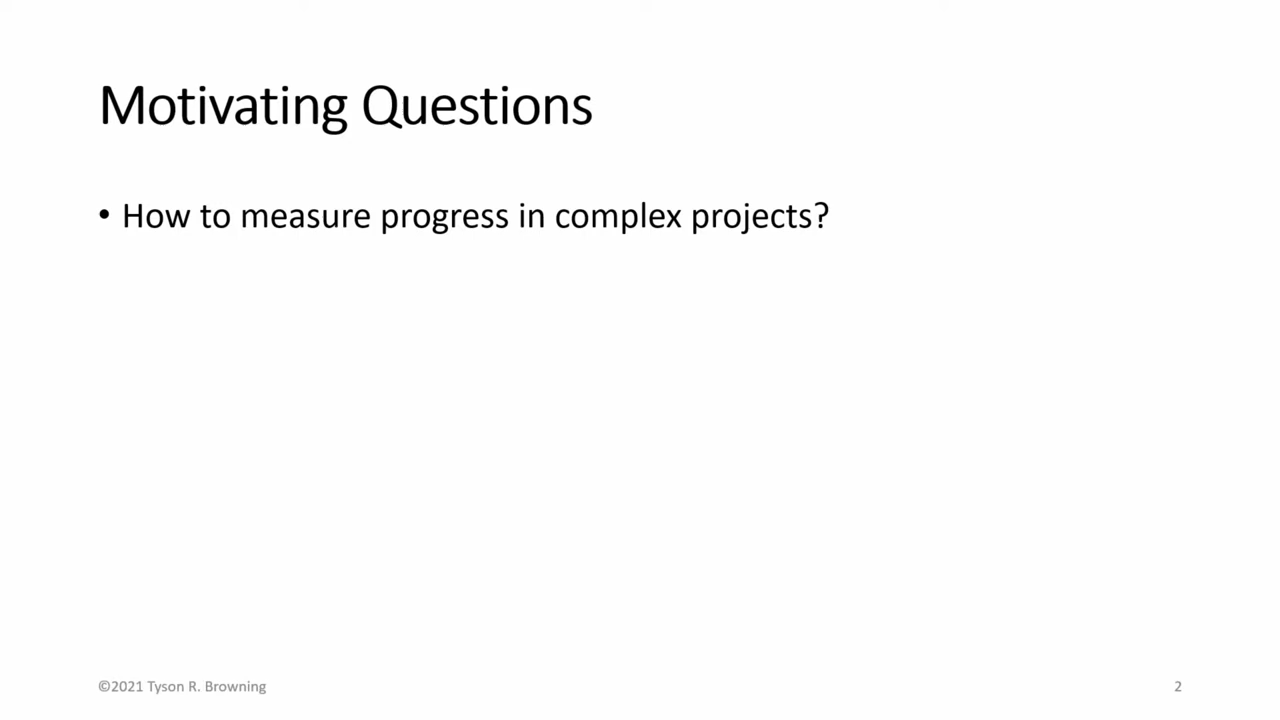 Motivating Questions
• How to measure progress in complex projects?
©2021 Tyson R. Browning
2